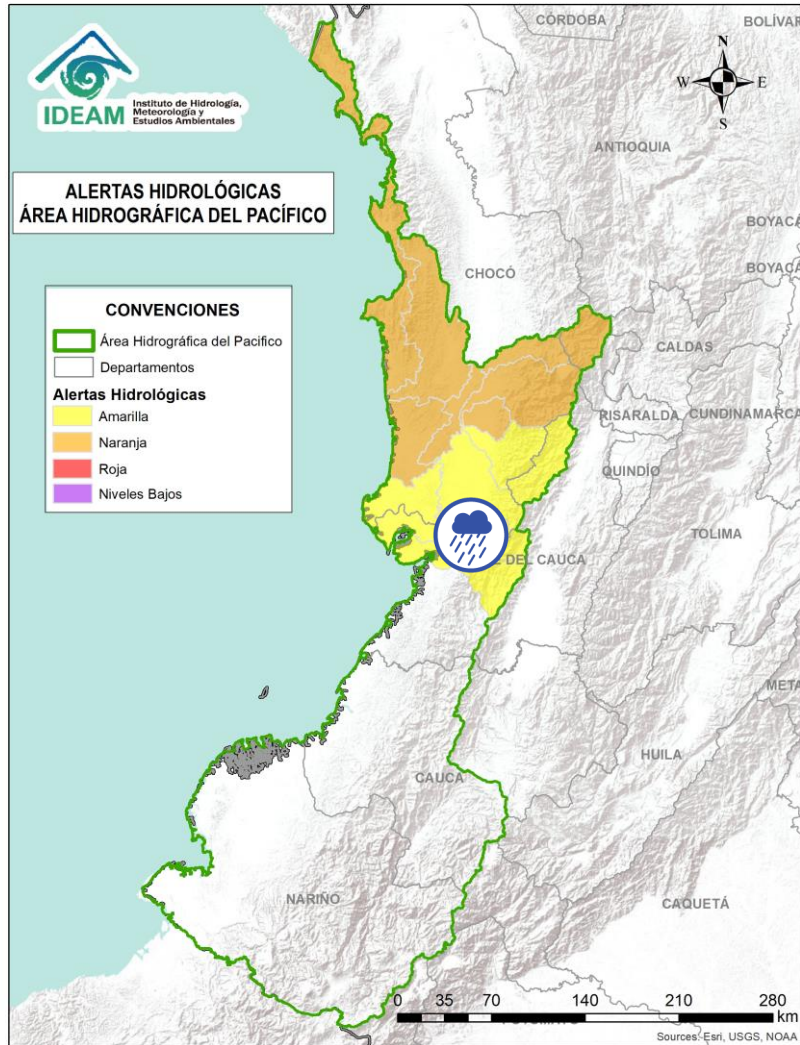 IDEAM
Instituto de Hidrología,
Meteorología y
Estudios Ambientales
ALERTAS HIDROLÓGICAS
ÁREA HIDROGRÁFICA DEL PACÍFICO
CONVENCIONES
Área Hidrográfica del Pacifico
Departamentos
Alertas Hidrológicas
Amarilla
Naranja
Roja
Niveles Bajos
N
W E
S
CÓRDOBA
BOLÍVAR
ANTIOQUIA
BOYACÁ
BOYACÁ
CHOCÓ
CALDAS
RISARALDA
CUNDINAMARCA
QUINDÍO
TOLIMA
DEL CAUCA
META
HUILA
CAUCA
NARIÑO
CAQUETÁ
0 35 70 140 210 280
km
Sources: Esri, USGS, NOAA